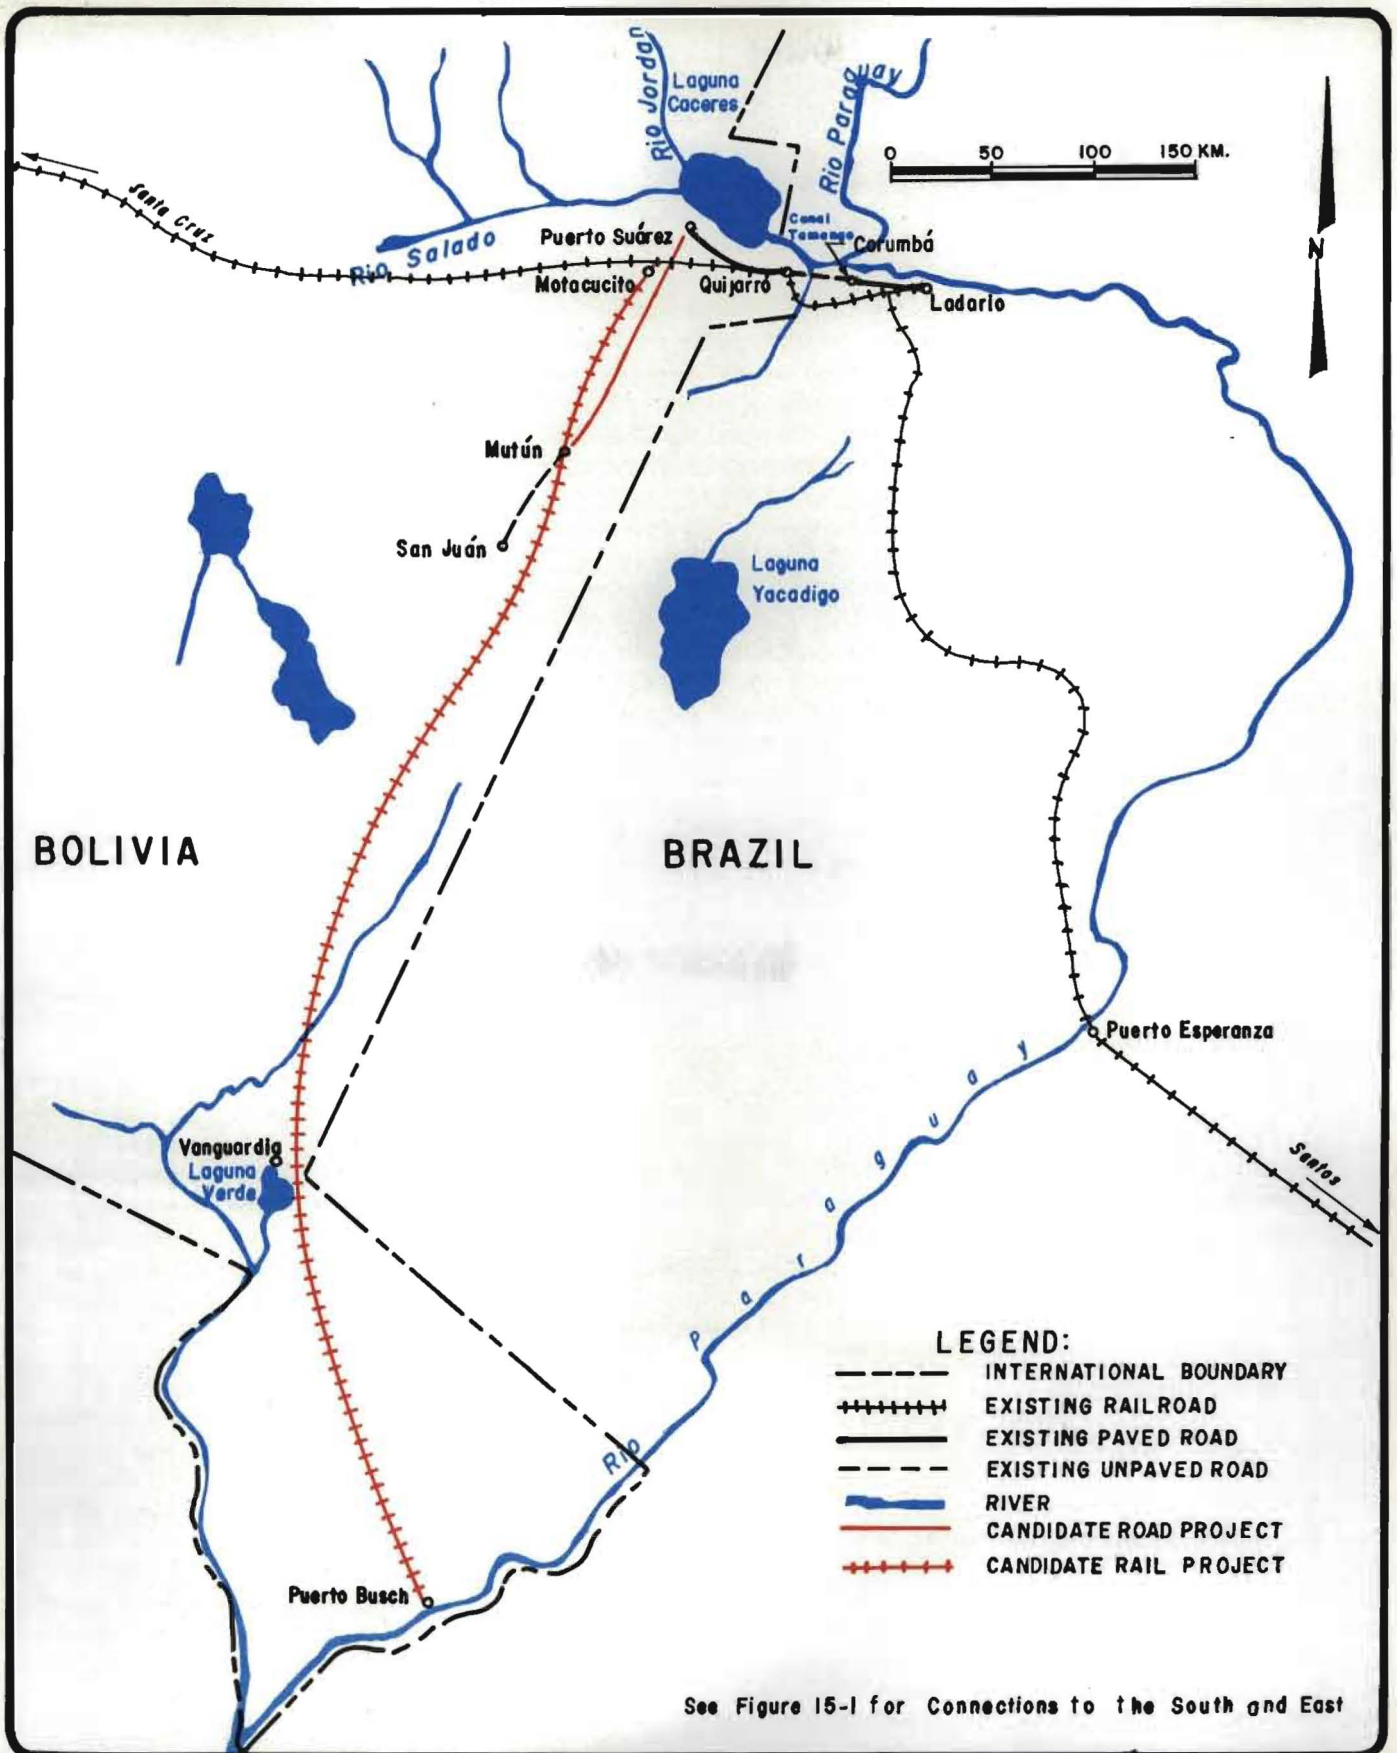 Rio Jordan
Laguna
Caceres
Rio Paraguay
0 50 100 150 KM.
Santa Cruz
Rio Salado
Puerto Suárez
Canal
Tamengo
Corumbá
N
Motacucito
Quijarro
Ladario
Mutún
San Juán
Laguna
Yacadigo
BOLIVIA
BRAZIL
Puerto Esperanza
Vanguardia
Laguna
Verde
Santos
Rio Paraguay
Puerto Busch
LEGEND:
INTERNATIONAL BOUNDARY
EXISTING RAILROAD
EXISTING PAVED ROAD
EXISTING UNPAVED ROAD
RIVER
CANDIDATE ROAD PROJECT
CANDIDATE RAIL PROJECT
See Figure 15-1 for Connections to the South and East